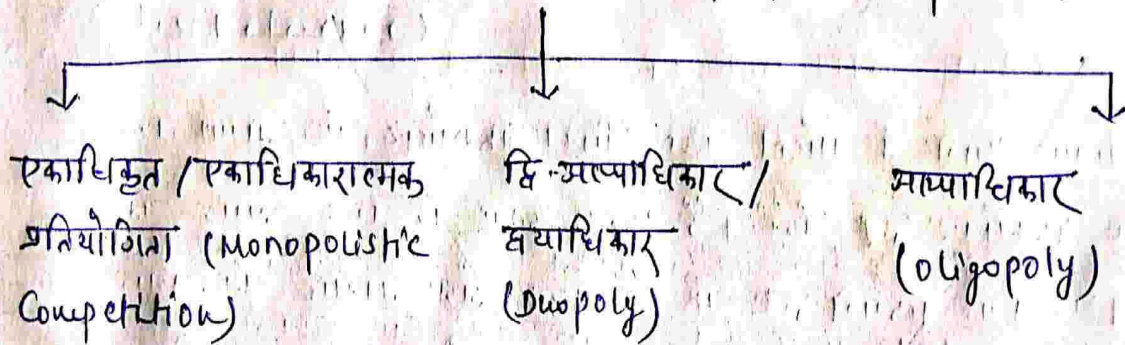 एकाधिकृत / एकाधिकारात्मक
प्रतियोगिता (Monopolistic
Competition)
द्वि-अल्पाधिकार /
द्वयाधिकार
(Duopoly)
अल्पाधिकार
(oligopoly)